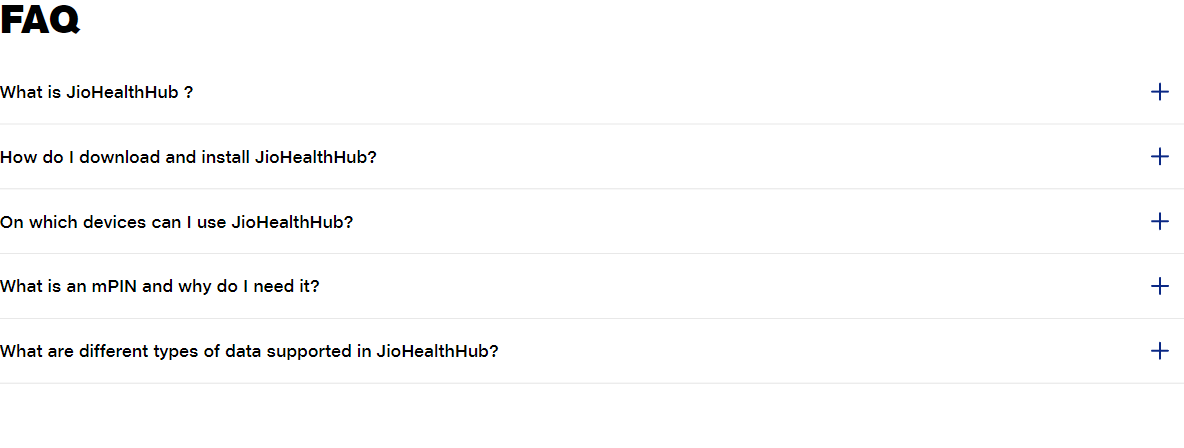 FAQ
What is JioHealthHub ?
How do I download and install JioHealthHub?
On which devices can I use JioHealthHub?
What is an mPIN and why do I need it?
What are different types of data supported in JioHealthHub?